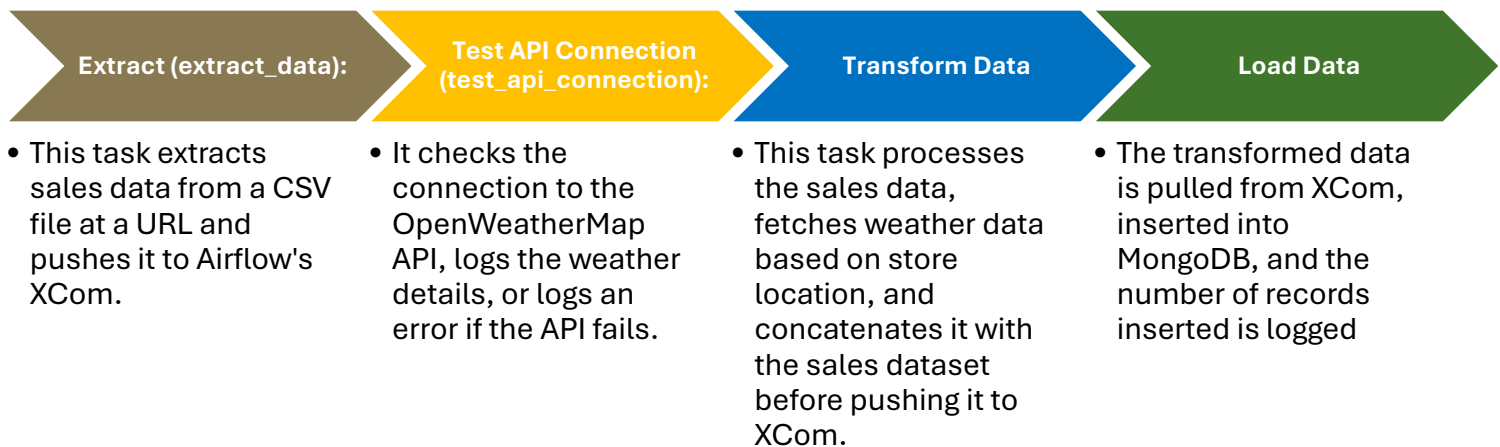 Extract (extract_data):
• This task extracts
sales data from a CSV
file at a URL and
pushes it to Airflow's
XCom.
Test API Connection
(test_api_connection):
• It checks the
connection to the
OpenWeatherMap
API, logs the weather
details, or logs an
error if the API fails.
Transform Data
• This task processes
the sales data,
fetches weather data
based on store
location, and
concatenates it with
the sales dataset
before pushing it to
XCom.
Load Data
• The transformed data
is pulled from XCom,
inserted into
MongoDB, and the
number of records
inserted is logged